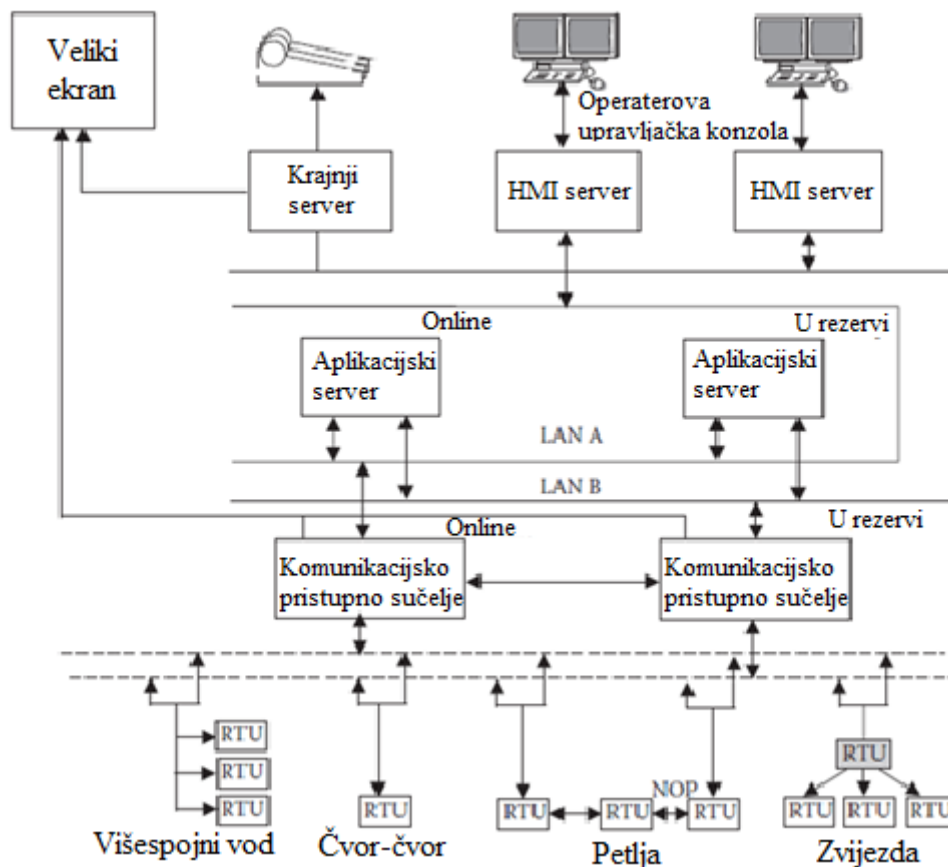 Veliki
ekran
Operaterova
upravljačka konzola
Krajnji
server
HMI server
HMI server
Online
U rezervi
Aplikacijski
server
Aplikacijski
server
LAN A
LAN B
Online
U rezervi
Komunikacijsko
pristupno sučelje
Komunikacijsko
pristupno sučelje
RTU
RTU
RTU
RTU
RTU
RTU
NOP
RTU
RTU
RTU
RTU
RTU
Višespojni vod
Čvor-čvor
Petlja
Zvijezda